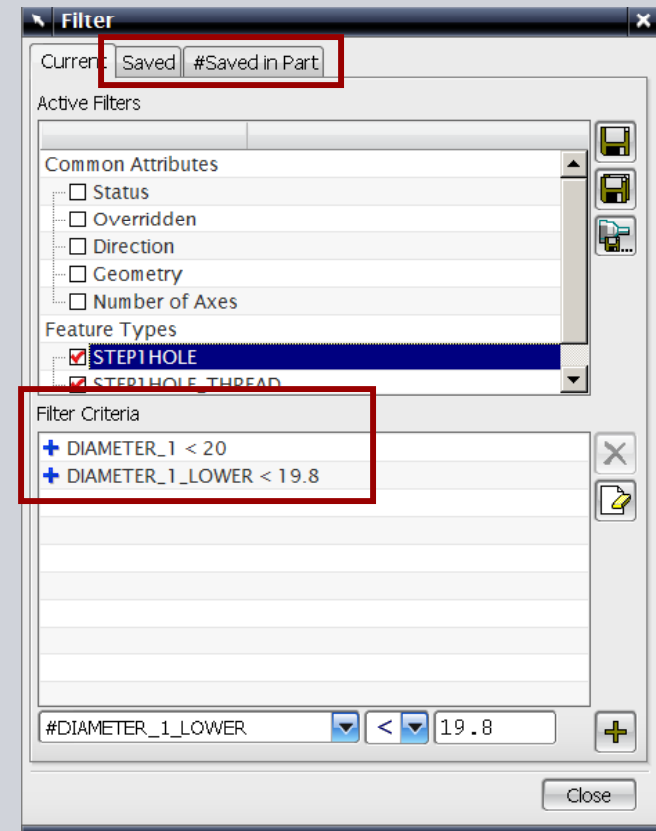 Filter
Current Saved #Saved in Part
Active Filters
Common Attributes
Status
Overridden
Direction
Geometry
Number of Axes
Feature Types
STEP1HOLE
STEP1HOLE_THREAD
Filter Criteria
DIAMETER_1 < 20
DIAMETER_1_LOWER < 19.8
#DIAMETER_1_LOWER < 19.8
Close